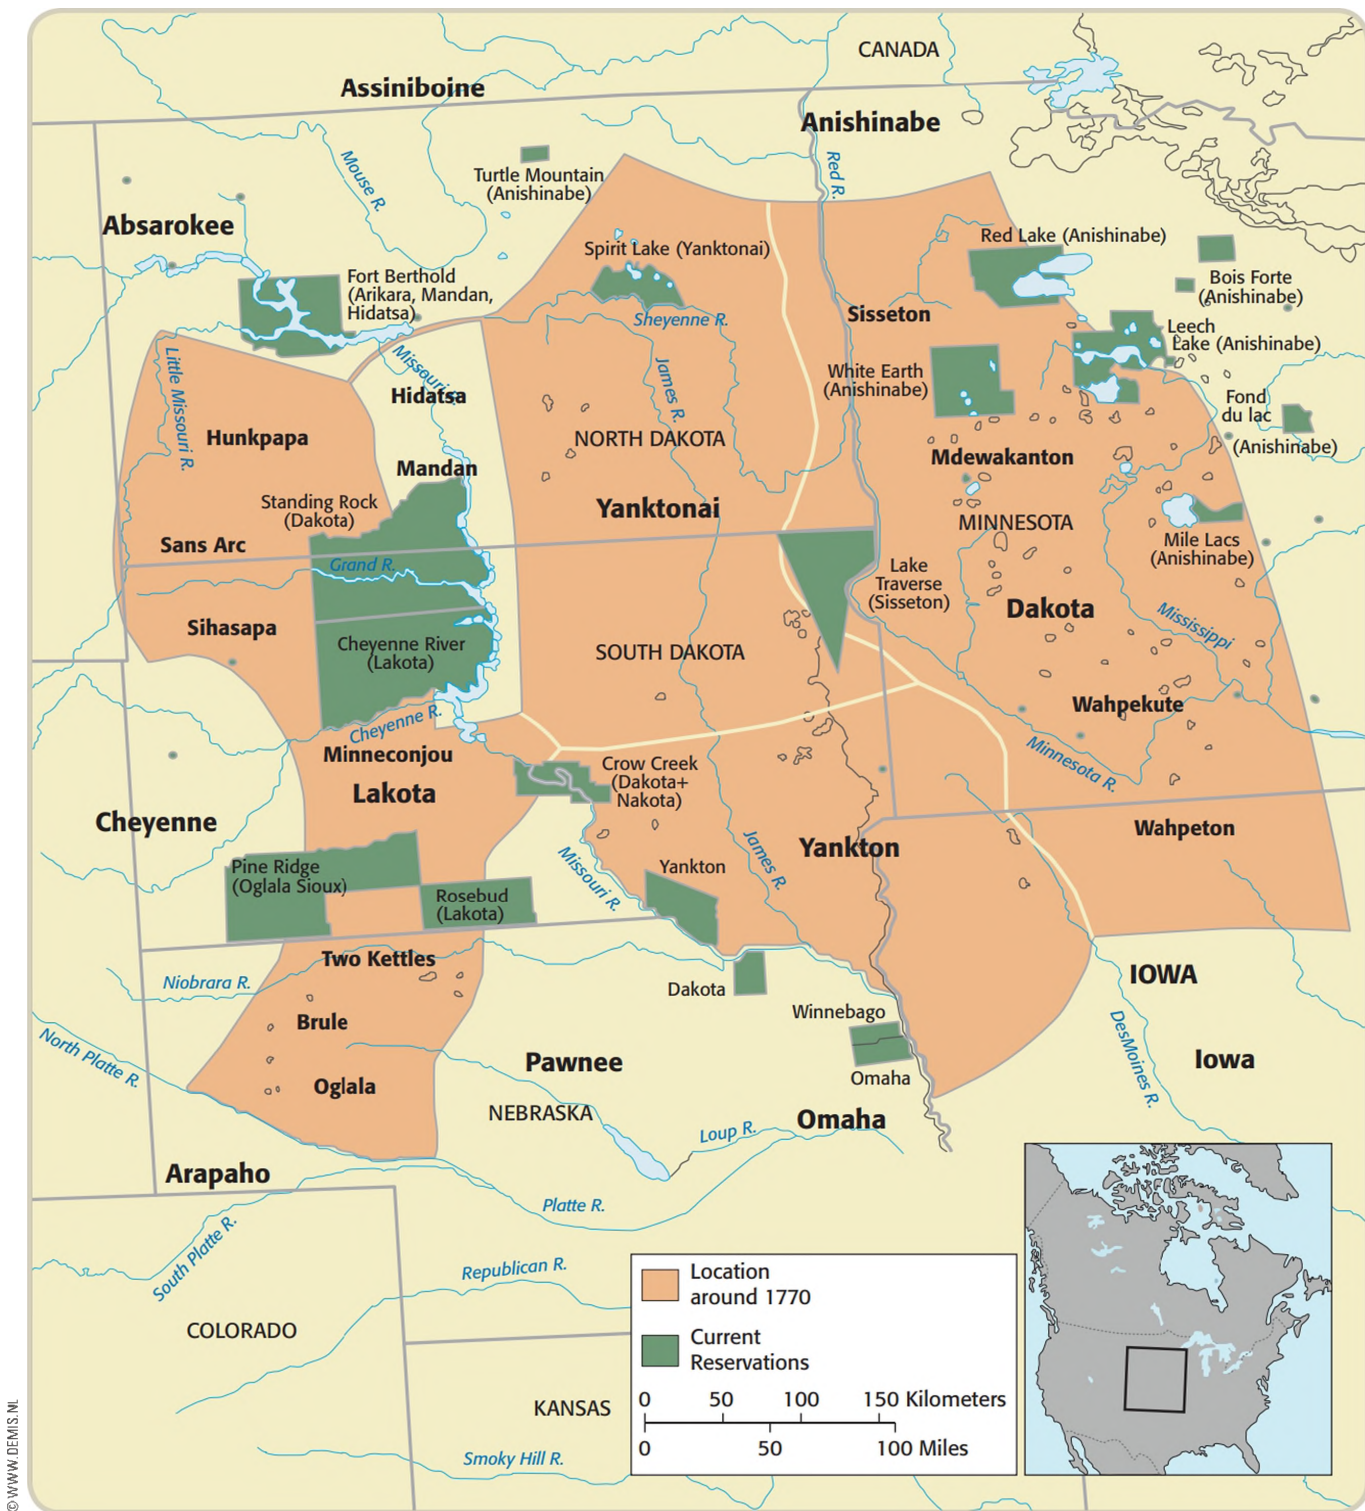 CANADA
Assiniboine
Anishinabe
Mouse R.
Turtle Mountain
(Anishinabe)
Red R.
Absarokee
Spirit Lake (Yanktonai)
Red Lake (Anishinabe)
Fort Berthold
(Arikara, Mandan,
Hidatsa)
Bois Forte
(Anishinabe)
Sheyenne R.
Sisseton
Leech
Lake (Anishinabe)
Little Missouri R.
Missouri R.
Hidatsa
James R.
White Earth
(Anishinabe)
Fond
du lac
(Anishinabe)
Hunkpapa
NORTH DAKOTA
Mandan
Mdewakanton
Standing Rock
(Dakota)
Yanktonai
MINNESOTA
Sans Arc
Mile Lacs
(Anishinabe)
Grand R.
Lake
Traverse
(Sisseton)
Dakota
Mississippi
Sihasapa
Cheyenne River
(Lakota)
SOUTH DAKOTA
Wahpekute
Cheyenne R.
Minneconjou
Minnesota R.
Lakota
Crow Creek
(Dakota+
Nakota)
Cheyenne
Wahpeton
Yankton
Pine Ridge
(Oglala Sioux)
Missouri R.
Yankton
James R.
Rosebud
(Lakota)
Two Kettles
Niobrara R.
Dakota
IOWA
Brule
Winnebago
North Platte R.
Pawnee
Omaha
DesMoines R.
Iowa
Oglala
NEBRASKA
Loup R.
Omaha
Arapaho
Platte R.
South Platte R.
Republican R.
COLORADO
KANSAS
Smoky Hill R.
Location
around 1770
Current
Reservations
0 50 100 150 Kilometers
0 50 100 Miles
© WWW.DEMIS.NL